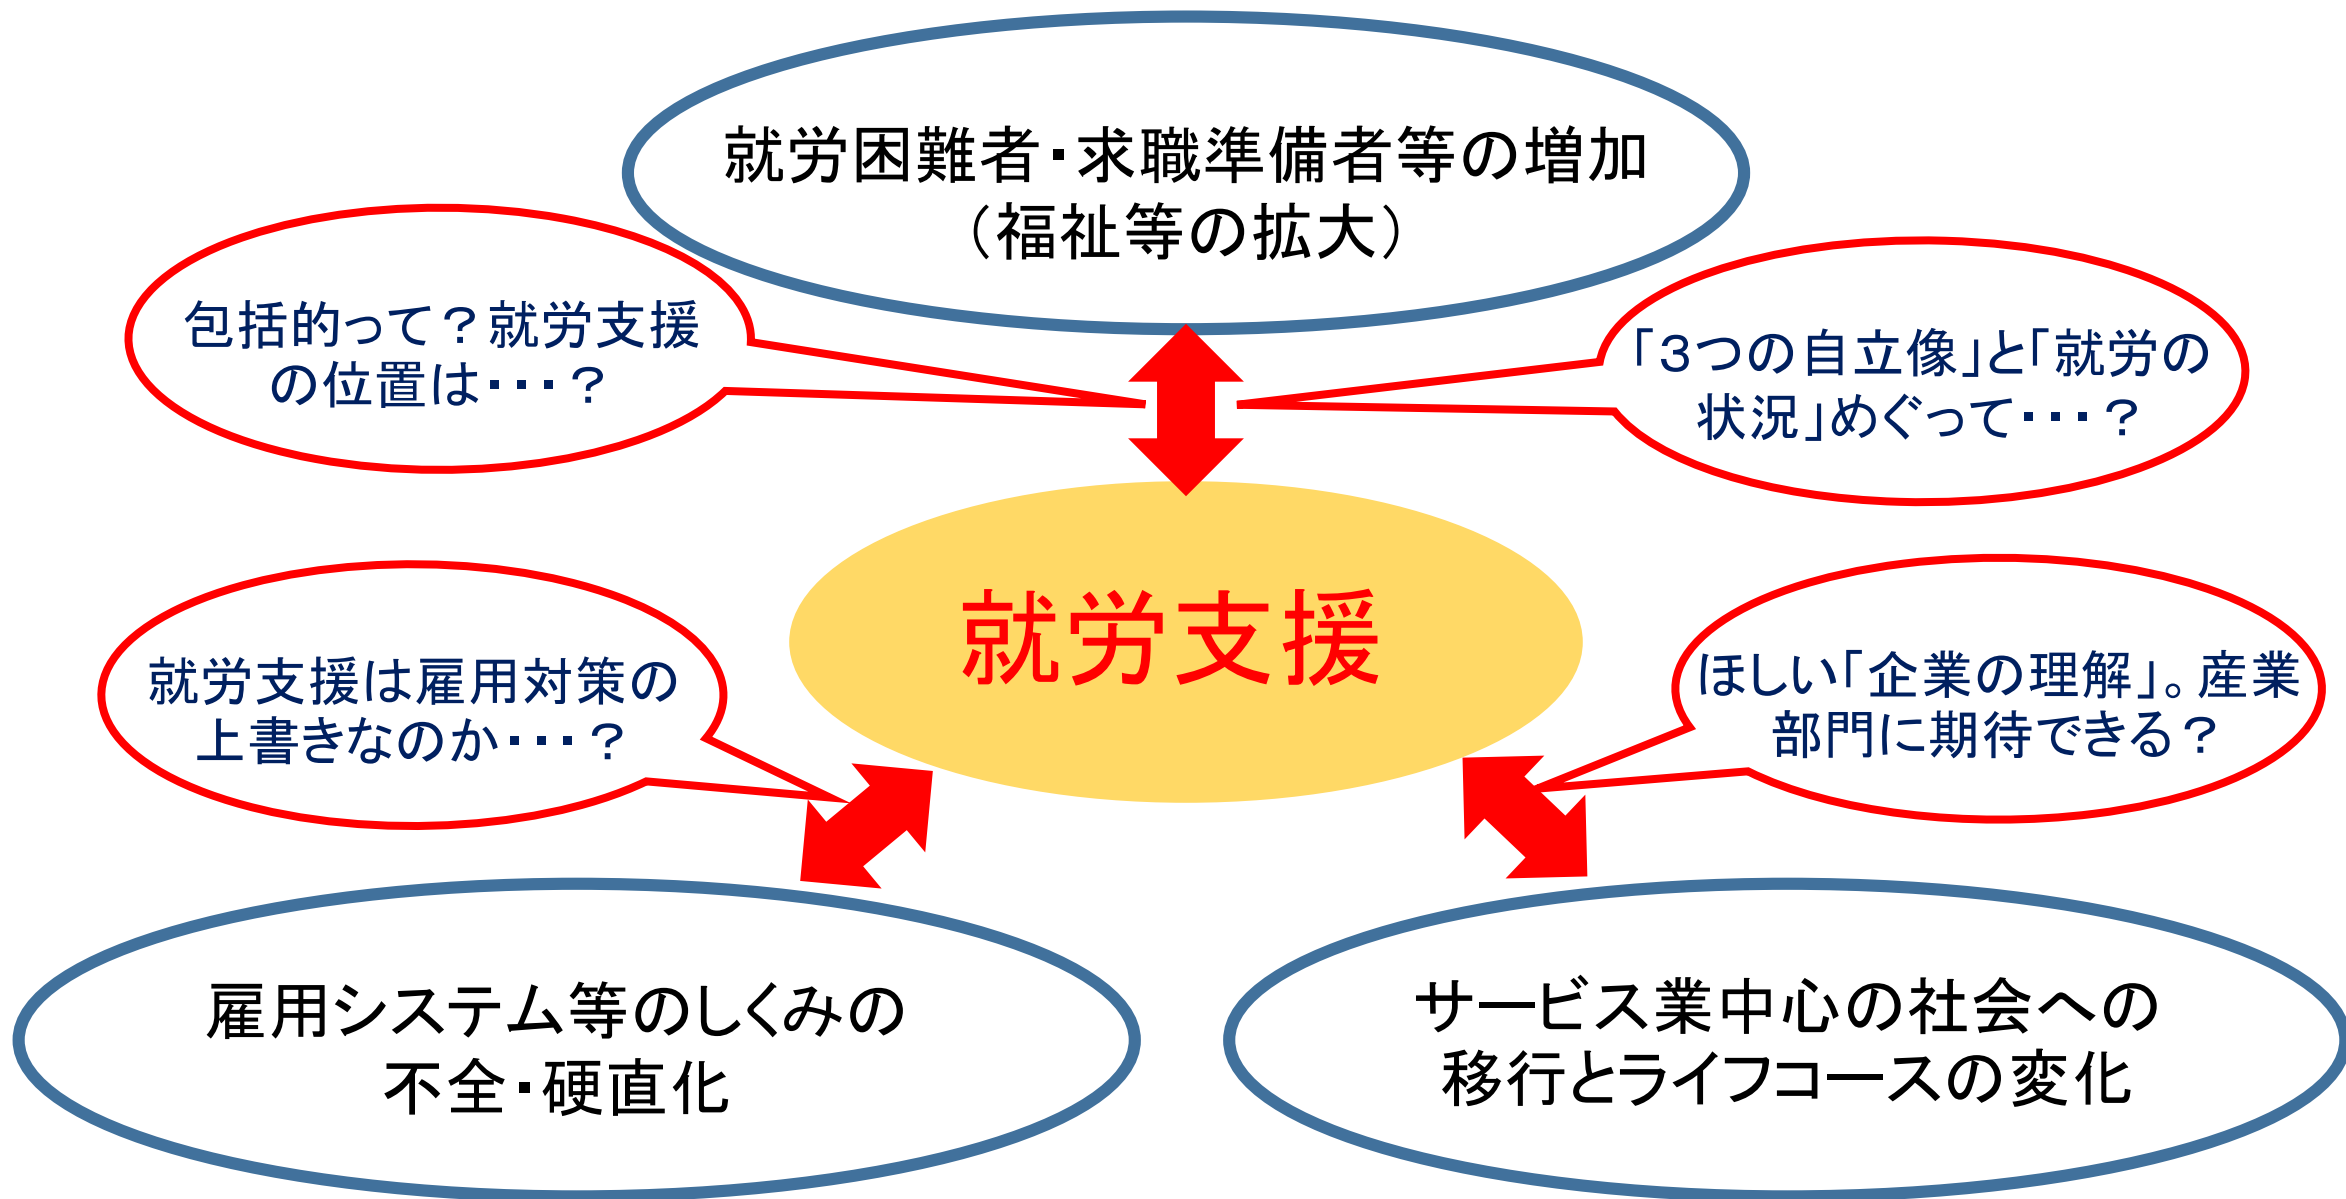 就労困難者・求職準備者等の増加
（福祉等の拡大）
包括的って？就労支援
の位置は・・・？
「３つの自立像」と「就労の
状況」めぐって・・・？
就労支援
就労支援は雇用対策の
上書きなのか・・・？
ほしい「企業の理解」。産業
部門に期待できる？
雇用システム等のしくみの
不全・硬直化
サービス業中心の社会への
移行とライフコースの変化